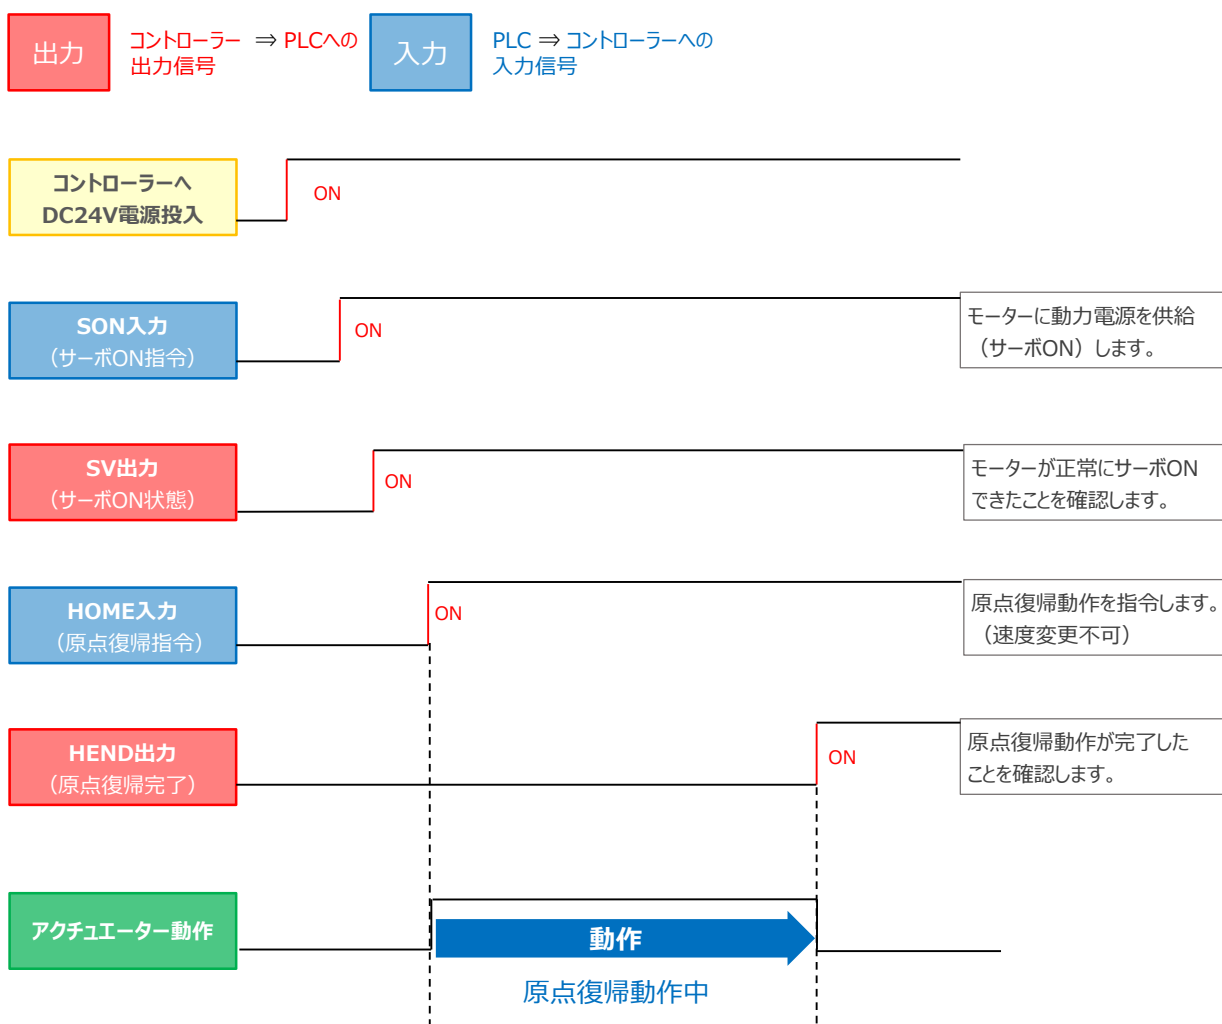 出力
コントローラー ⇒ PLCへの
出力信号
入力
PLC ⇒ コントローラーへの
入力信号
コントローラーへ
DC24V電源投入
ON
SON入力
（サーボON指令）
ON
モーターに動力電源を供給
（サーボON）します。
SV出力
（サーボON状態）
ON
モーターが正常にサーボON
できたことを確認します。
HOME入力
（原点復帰指令）
ON
原点復帰動作を指令します。
（速度変更不可）
HEND出力
（原点復帰完了）
ON
原点復帰動作が完了した
ことを確認します。
アクチュエーター動作
動作
原点復帰動作中